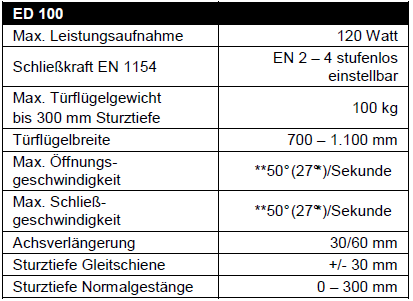 ED 100
Max. Leistungsaufnahme 120 Watt
Schließkraft EN 1154 EN 2 – 4 stufenlos
einstellbar
Max. Türflügelgewicht
bis 300 mm Sturztiefe 100 kg
Türflügelbreite 700 – 1.100 mm
Max. Öffnungs-
geschwindigkeit **50°(27°*)/Sekunde
Max. Schließ-
geschwindigkeit **50°(27°*)/Sekunde
Achsverlängerung 30/60 mm
Sturztiefe Gleitschiene +/- 30 mm
Sturztiefe Normalgestänge 0 – 300 mm